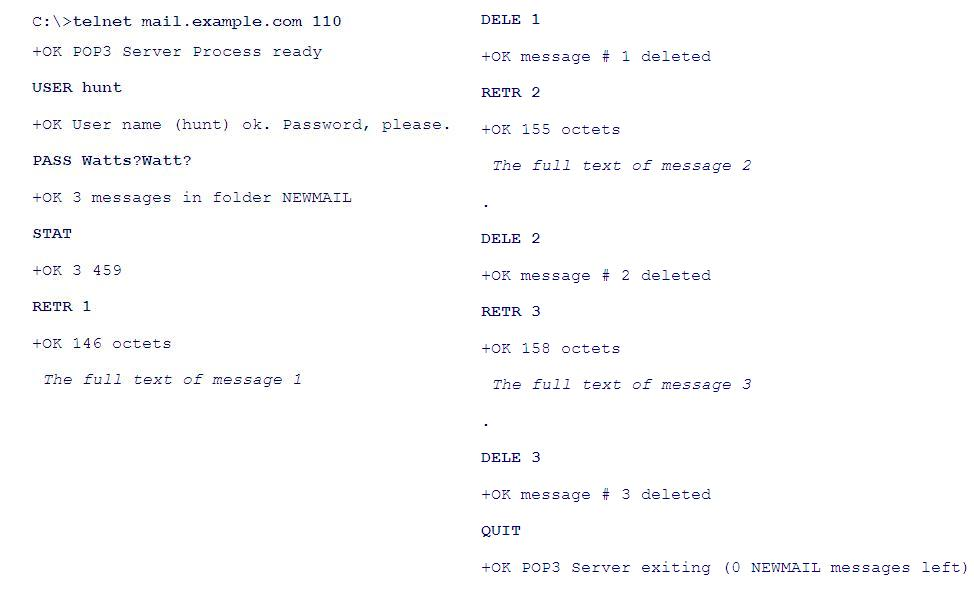 C:\>telnet mail.example.com 110
+OK POP3 Server Process ready
USER hunt
+OK User name (hunt) ok. Password, please.
PASS Watts?Watt?
+OK 3 messages in folder NEWMAIL
STAT
+OK 3 459
RETR 1
+OK 146 octets
The full text of message 1
DELE 1
+OK message # 1 deleted
RETR 2
+OK 155 octets
The full text of message 2
.
DELE 2
+OK message # 2 deleted
RETR 3
+OK 158 octets
The full text of message 3
.
DELE 3
+OK message # 3 deleted
QUIT
+OK POP3 Server exiting (0 NEWMAIL messages left)